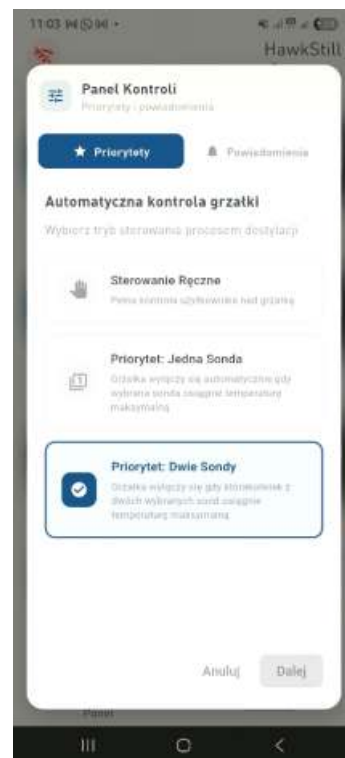 11:03
HawkStill
Panel Kontroli
Priorytety i powiadomienia
Priorytety
Powiadomienia
Automatyczna kontrola grzałki
Wybierz tryb sterowania procesem destylacji
Sterowanie Ręczne
Pełna kontrola użytkownika nad grzałką
Priorytet: Jedna Sonda
Grzałka wyłączy się automatycznie gdy
wybrana sonda osiągnie temperaturę
maksymalną
Priorytet: Dwie Sondy
Grzałka wyłączy się gdy którakolwiek z
dwóch wybranych sond osiągnie
temperaturę maksymalną
Anuluj
Dalej
Panel